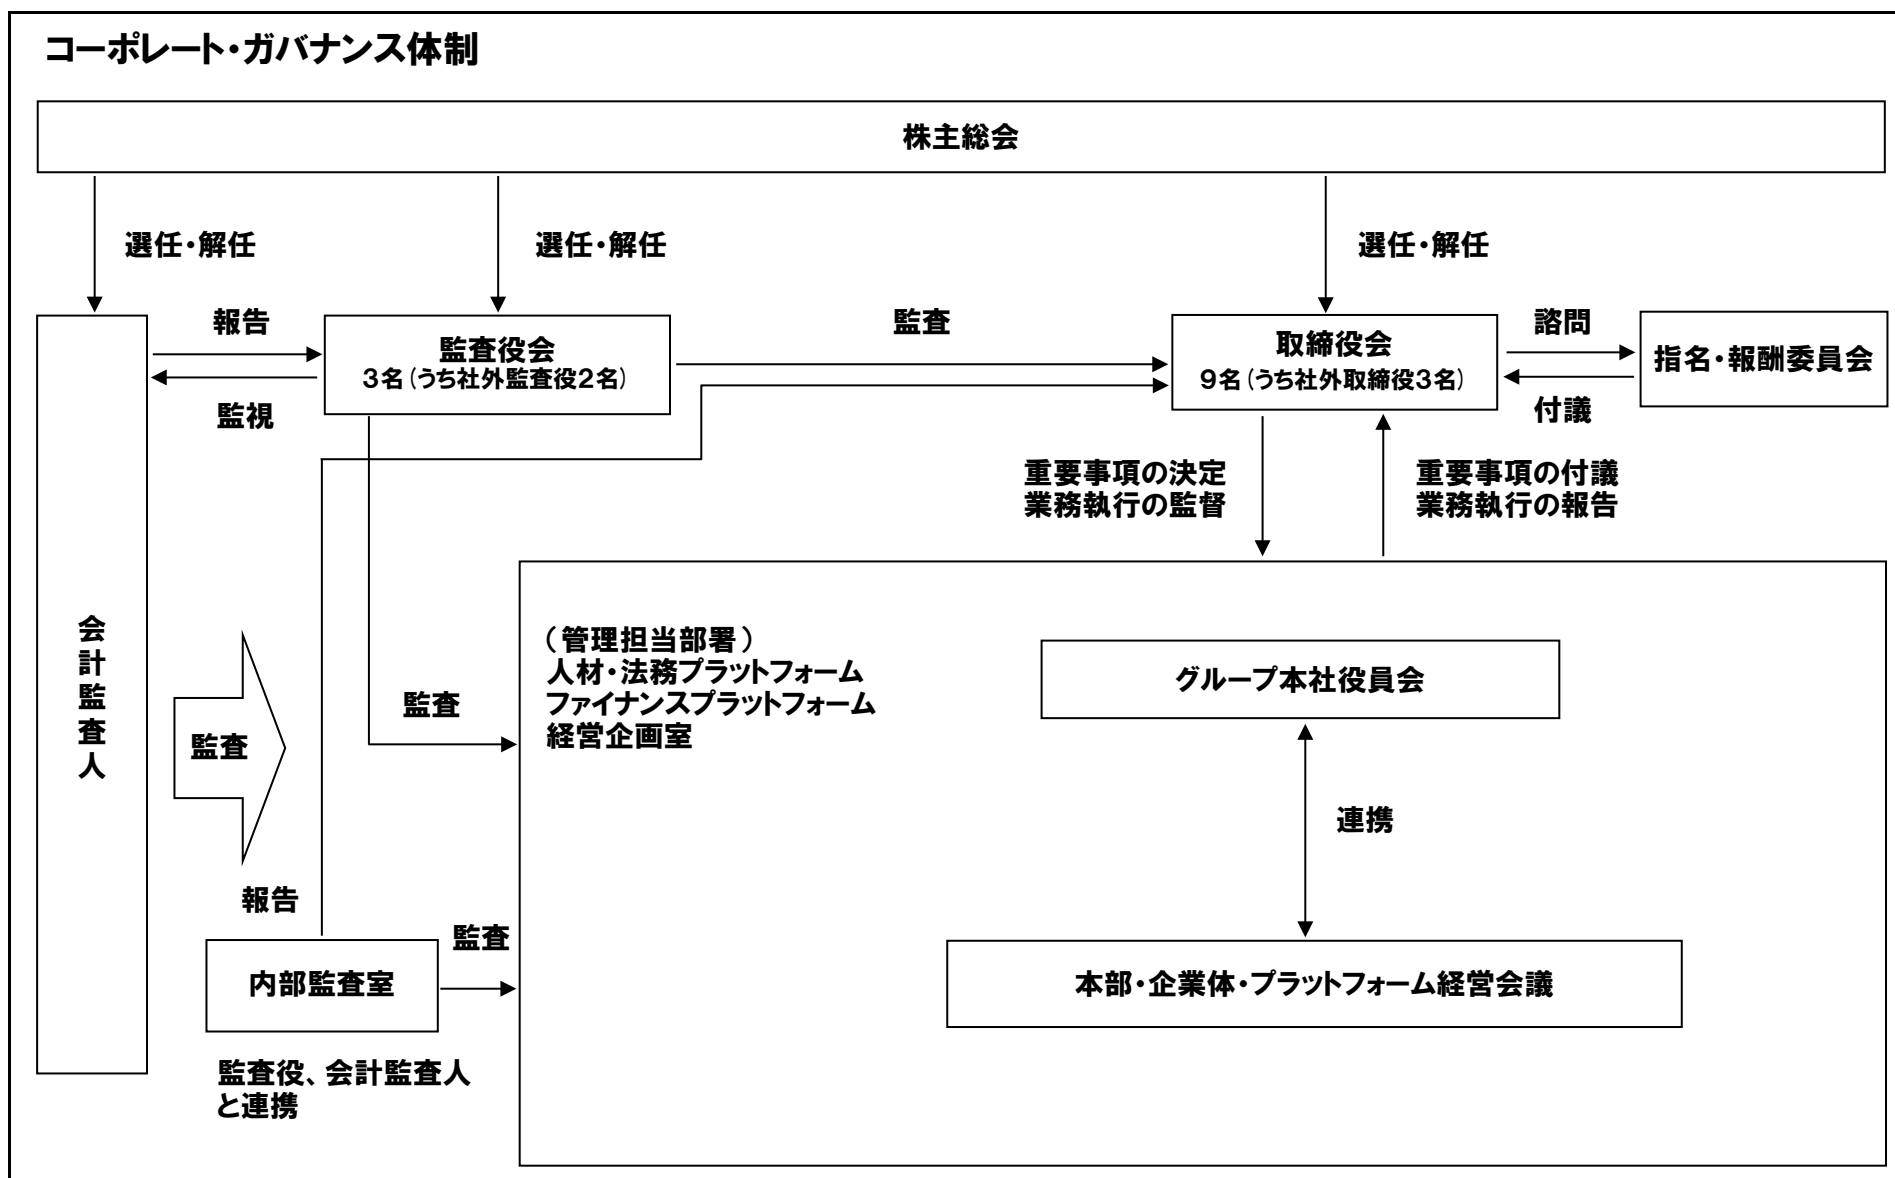 コーポレート・ガバナンス体制
株主総会
選任・解任
選任・解任
選任・解任
報告
監視
監査役会
3名(うち社外監査役2名)
監査
取締役会
9名(うち社外取締役3名)
諮問
付議
指名・報酬委員会
重要事項の決定
業務執行の監督
重要事項の付議
業務執行の報告
会計監査人
監査
監査
(管理担当部署)
人材・法務プラットフォーム
ファイナンスプラットフォーム
経営企画室
グループ本社役員会
連携
報告
監査
内部監査室
本部・企業体・プラットフォーム経営会議
監査役、会計監査人
と連携